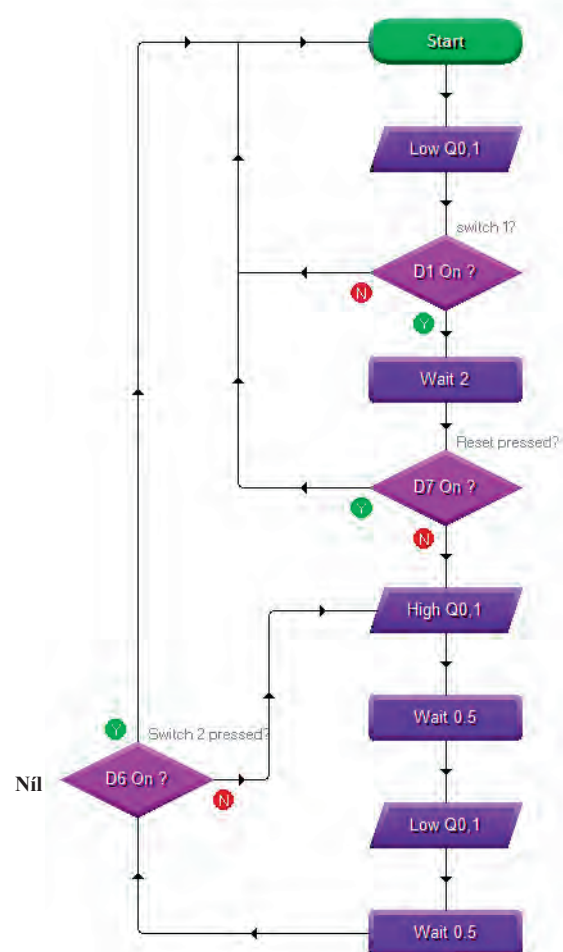 Start
Low Q0,1
switch 1?
D1 On ?
N
Y
Wait 2
Reset pressed?
D7 On ?
Y
N
High Q0,1
Wait 0.5
Y
Switch 2 pressed?
Níl
D6 On ?
N
Low Q0,1
Wait 0.5